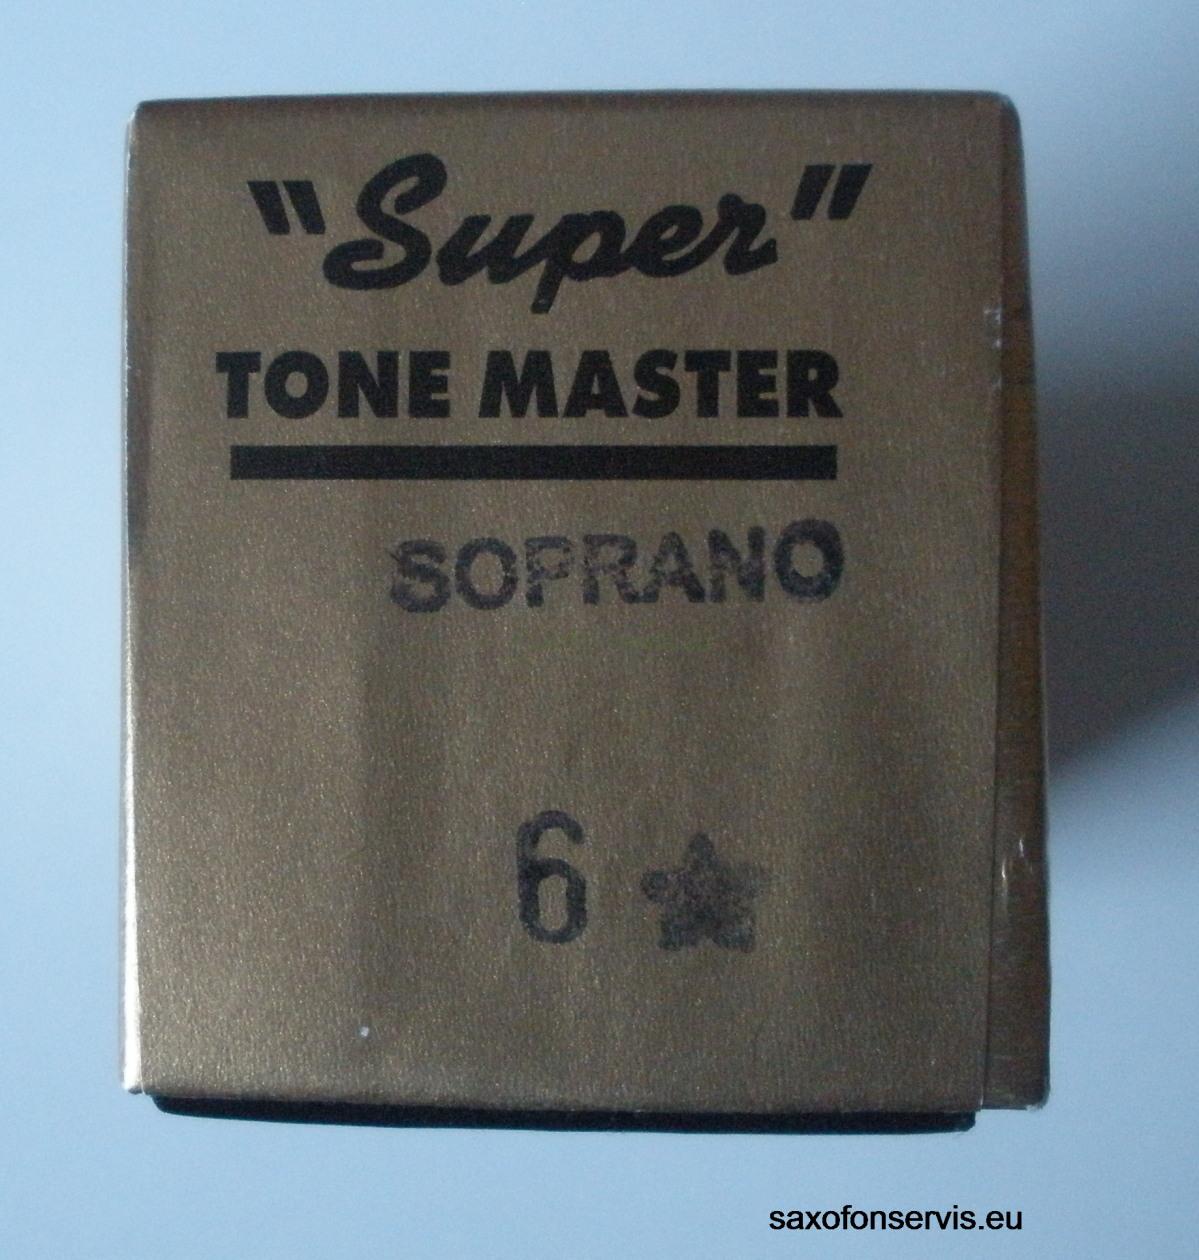 "Super"
TONE MASTER
SOPRANO
6 ★
saxofonservis.eu